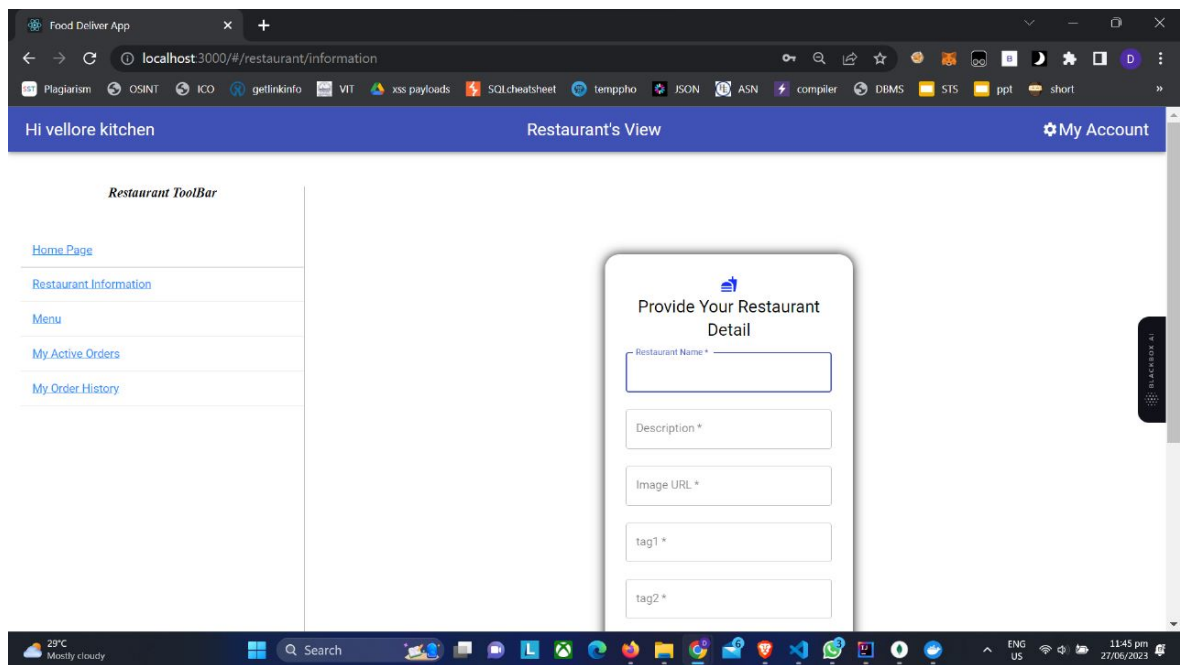 Food Deliver App
localhost:3000/#/restaurant/information
Plagiarism OSINT ICO getlinkinfo VIT xss payloads SQLcheatsheet temppho JSON ASN compiler DBMS STS ppt short »
Hi vellore kitchen Restaurant's View My Account
Restaurant ToolBar
Home Page
Restaurant Information
Menu
My Active Orders
My Order History
Provide Your Restaurant
Detail
Restaurant Name *
Description *
Image URL *
tag1 *
tag2 *
BLACKBOX AI
29°C
Mostly cloudy
Search
ENG
US
11:45 pm
27/06/2023